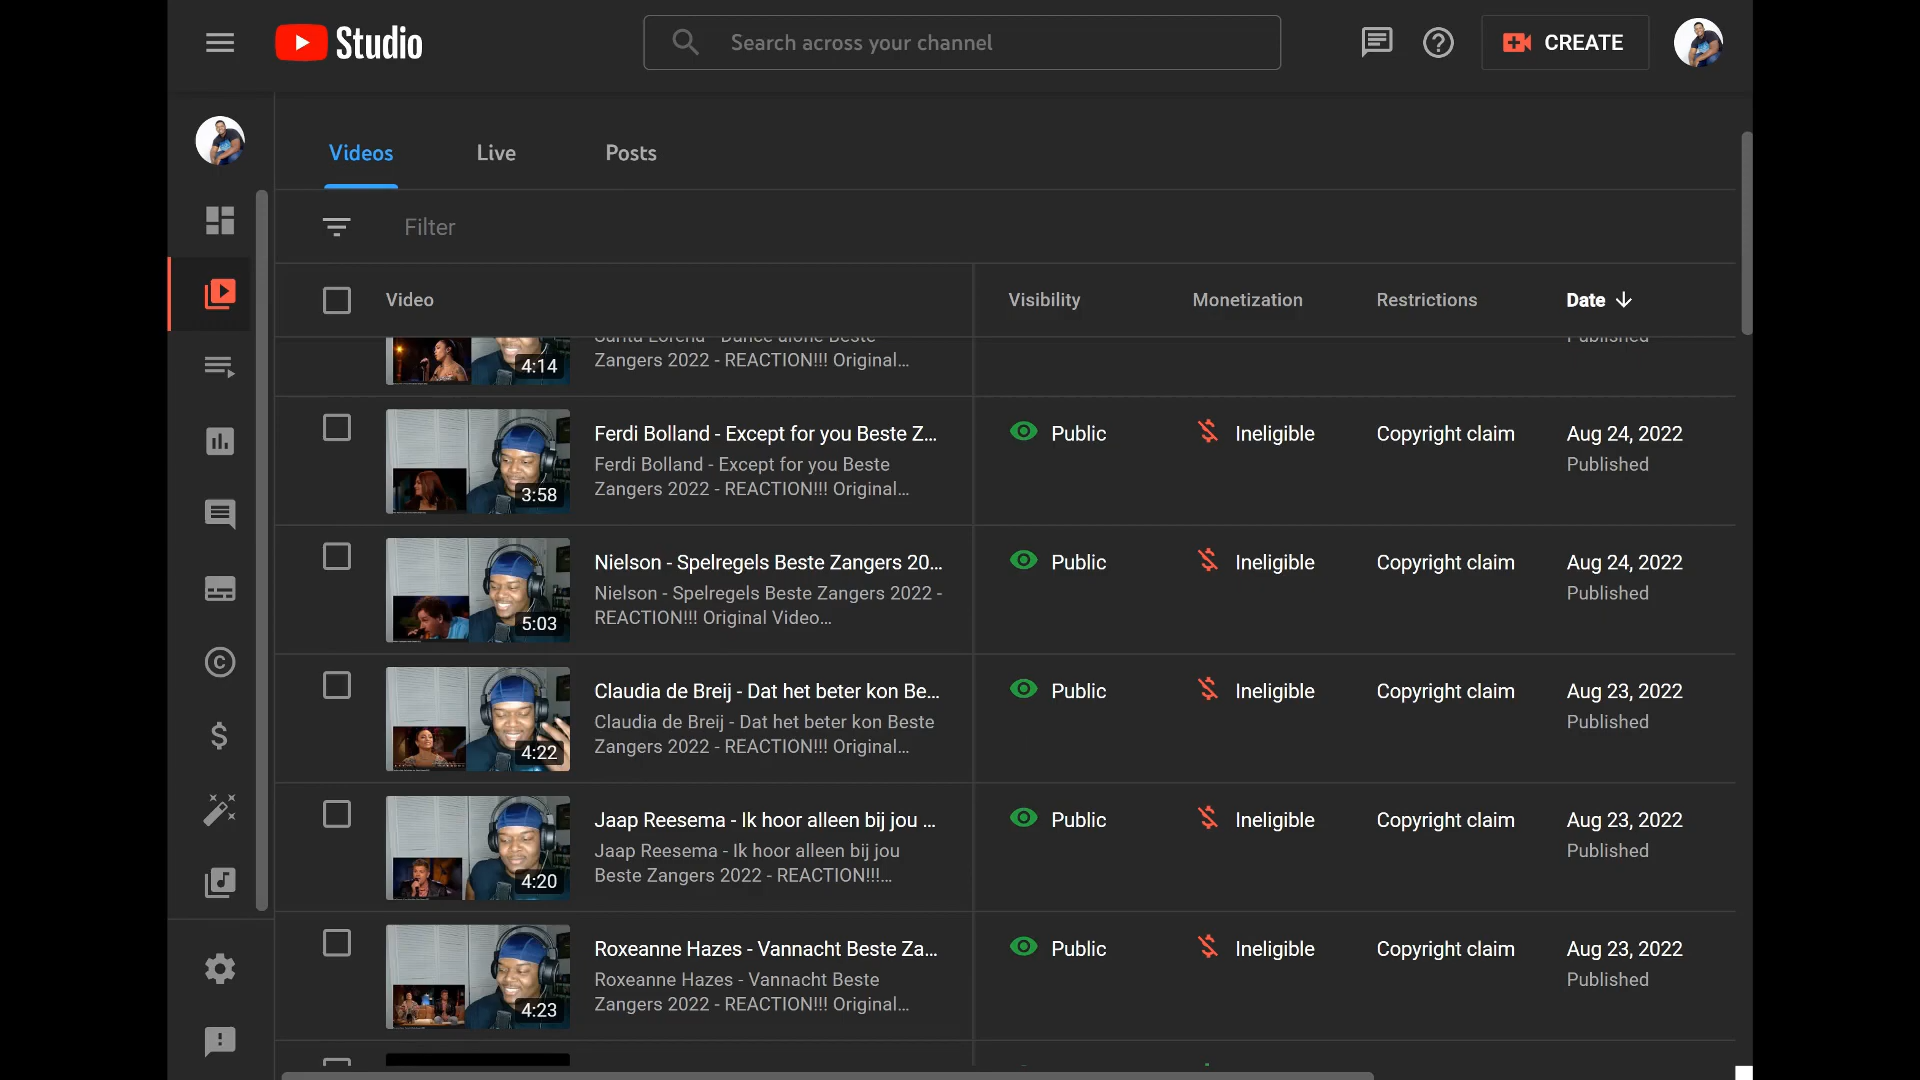 Studio
Search across your channel
CREATE
Videos Live Posts
Filter
Video Visibility Monetization Restrictions Date
Santa Lorena - Dance alone Beste
Zangers 2022 - REACTION!!! Original...
4:14
Published
Ferdi Bolland - Except for you Beste Z...
Ferdi Bolland - Except for you Beste
Zangers 2022 - REACTION!!! Original...
3:58
Public Ineligible Copyright claim Aug 24, 2022
Published
Nielson - Spelregels Beste Zangers 20...
Nielson - Spelregels Beste Zangers 2022 -
REACTION!!! Original Video...
5:03
Public Ineligible Copyright claim Aug 24, 2022
Published
Claudia de Breij - Dat het beter kon Be...
Claudia de Breij - Dat het beter kon Beste
Zangers 2022 - REACTION!!! Original...
4:22
Public Ineligible Copyright claim Aug 23, 2022
Published
Jaap Reesema - Ik hoor alleen bij jou ...
Jaap Reesema - Ik hoor alleen bij jou
Beste Zangers 2022 - REACTION!!!...
4:20
Public Ineligible Copyright claim Aug 23, 2022
Published
Roxeanne Hazes - Vannacht Beste Za...
Roxeanne Hazes - Vannacht Beste
Zangers 2022 - REACTION!!! Original...
4:23
Public Ineligible Copyright claim Aug 23, 2022
Published